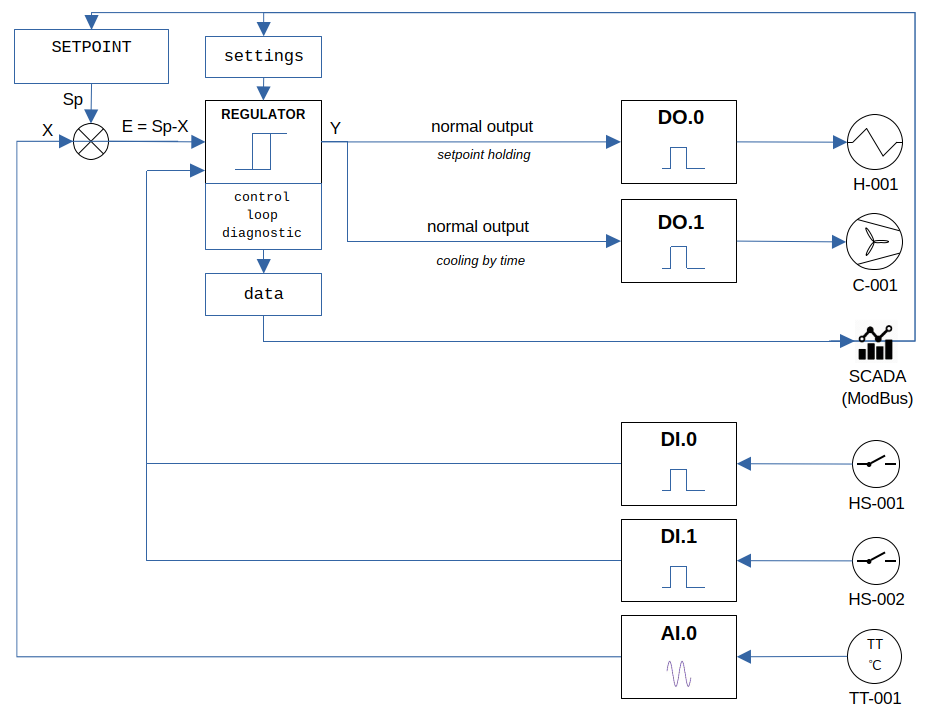 SETPOINT
settings
Sp
X
E = Sp-X
REGULATOR
Y
control
loop
diagnostic
data
normal output
setpoint holding
DO.0
H-001
normal output
cooling by time
DO.1
C-001
SCADA
(ModBus)
DI.0
HS-001
DI.1
HS-002
AI.0
TT
℃
TT-001